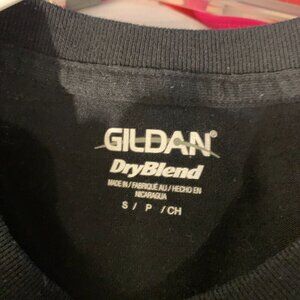 GILDAN®
DryBlend
MADE IN / FABRIQUÉ AU / HECHO EN
NICARAGUA
S / P / CH